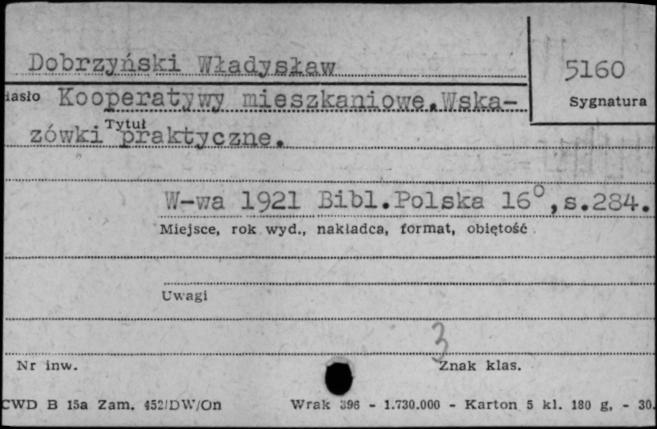 Dobrzyński Władysław
5160
Sygnatura
iasło Kooperatywy mieszkaniowe.Wska-
Tytuł
zówki praktyczne.
W-wa 1921 Bibl.Polska 16°,s.284.
Miejsce, rok wyd., nakładca, format, objętość
Uwagi
3
Nr inw.
Znak klas.
CWD B 15a Zam. 452/DW/On Wrak 396 - 1.730.000 - Karton 5 kl. 180 g. - 30.